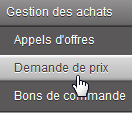 Gestion des achats
Appels d'offres
Demande de prix
Bons de commande